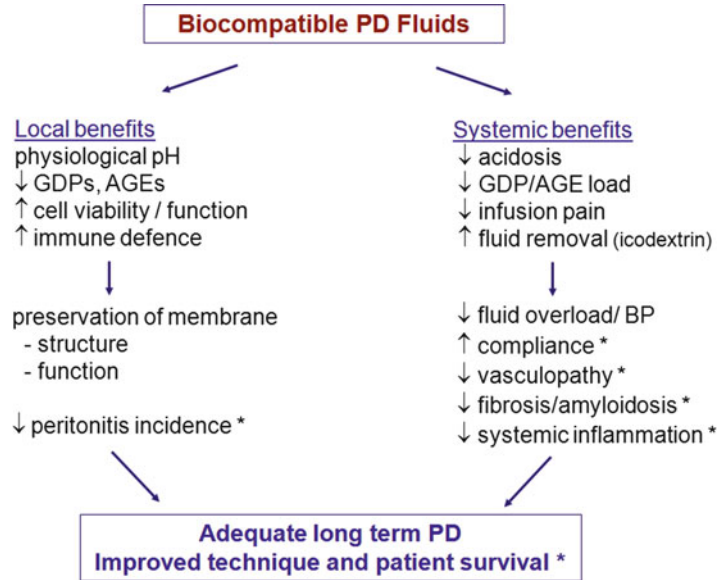 Biocompatible PD Fluids
Local benefits
physiological pH
↓ GDPs, AGEs
↑ cell viability / function
↑ immune defence
preservation of membrane
- structure
- function
↓ peritonitis incidence *
Systemic benefits
↓ acidosis
↓ GDP/AGE load
↓ infusion pain
↑ fluid removal (icodextrin)
↓ fluid overload/ BP
↑ compliance *
↓ vasculopathy *
↓ fibrosis/amyloidosis *
↓ systemic inflammation *
Adequate long term PD
Improved technique and patient survival *